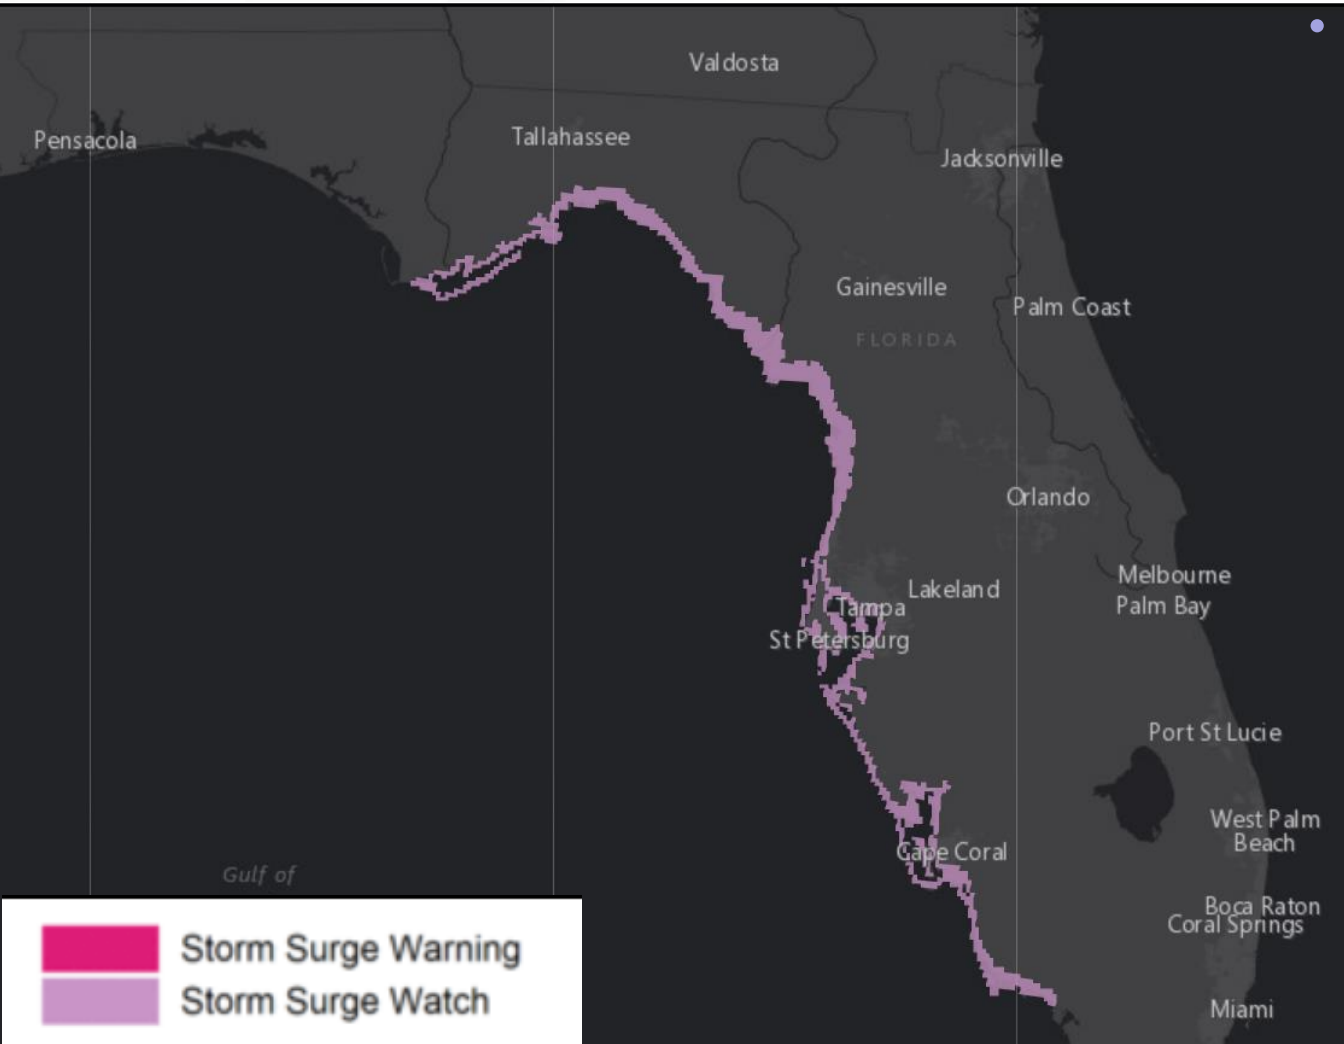 Valdosta
Pensacola
Tallahassee
Jacksonville
Gainesville
Palm Coast
FLORIDA
Orlando
Melbourne
Lakeland
Palm Bay
Tampa
St Petersburg
Port St Lucie
West Palm
Beach
Cape Coral
Gulf of
Boca Raton
Coral Springs
Storm Surge Warning
Storm Surge Watch
Miami